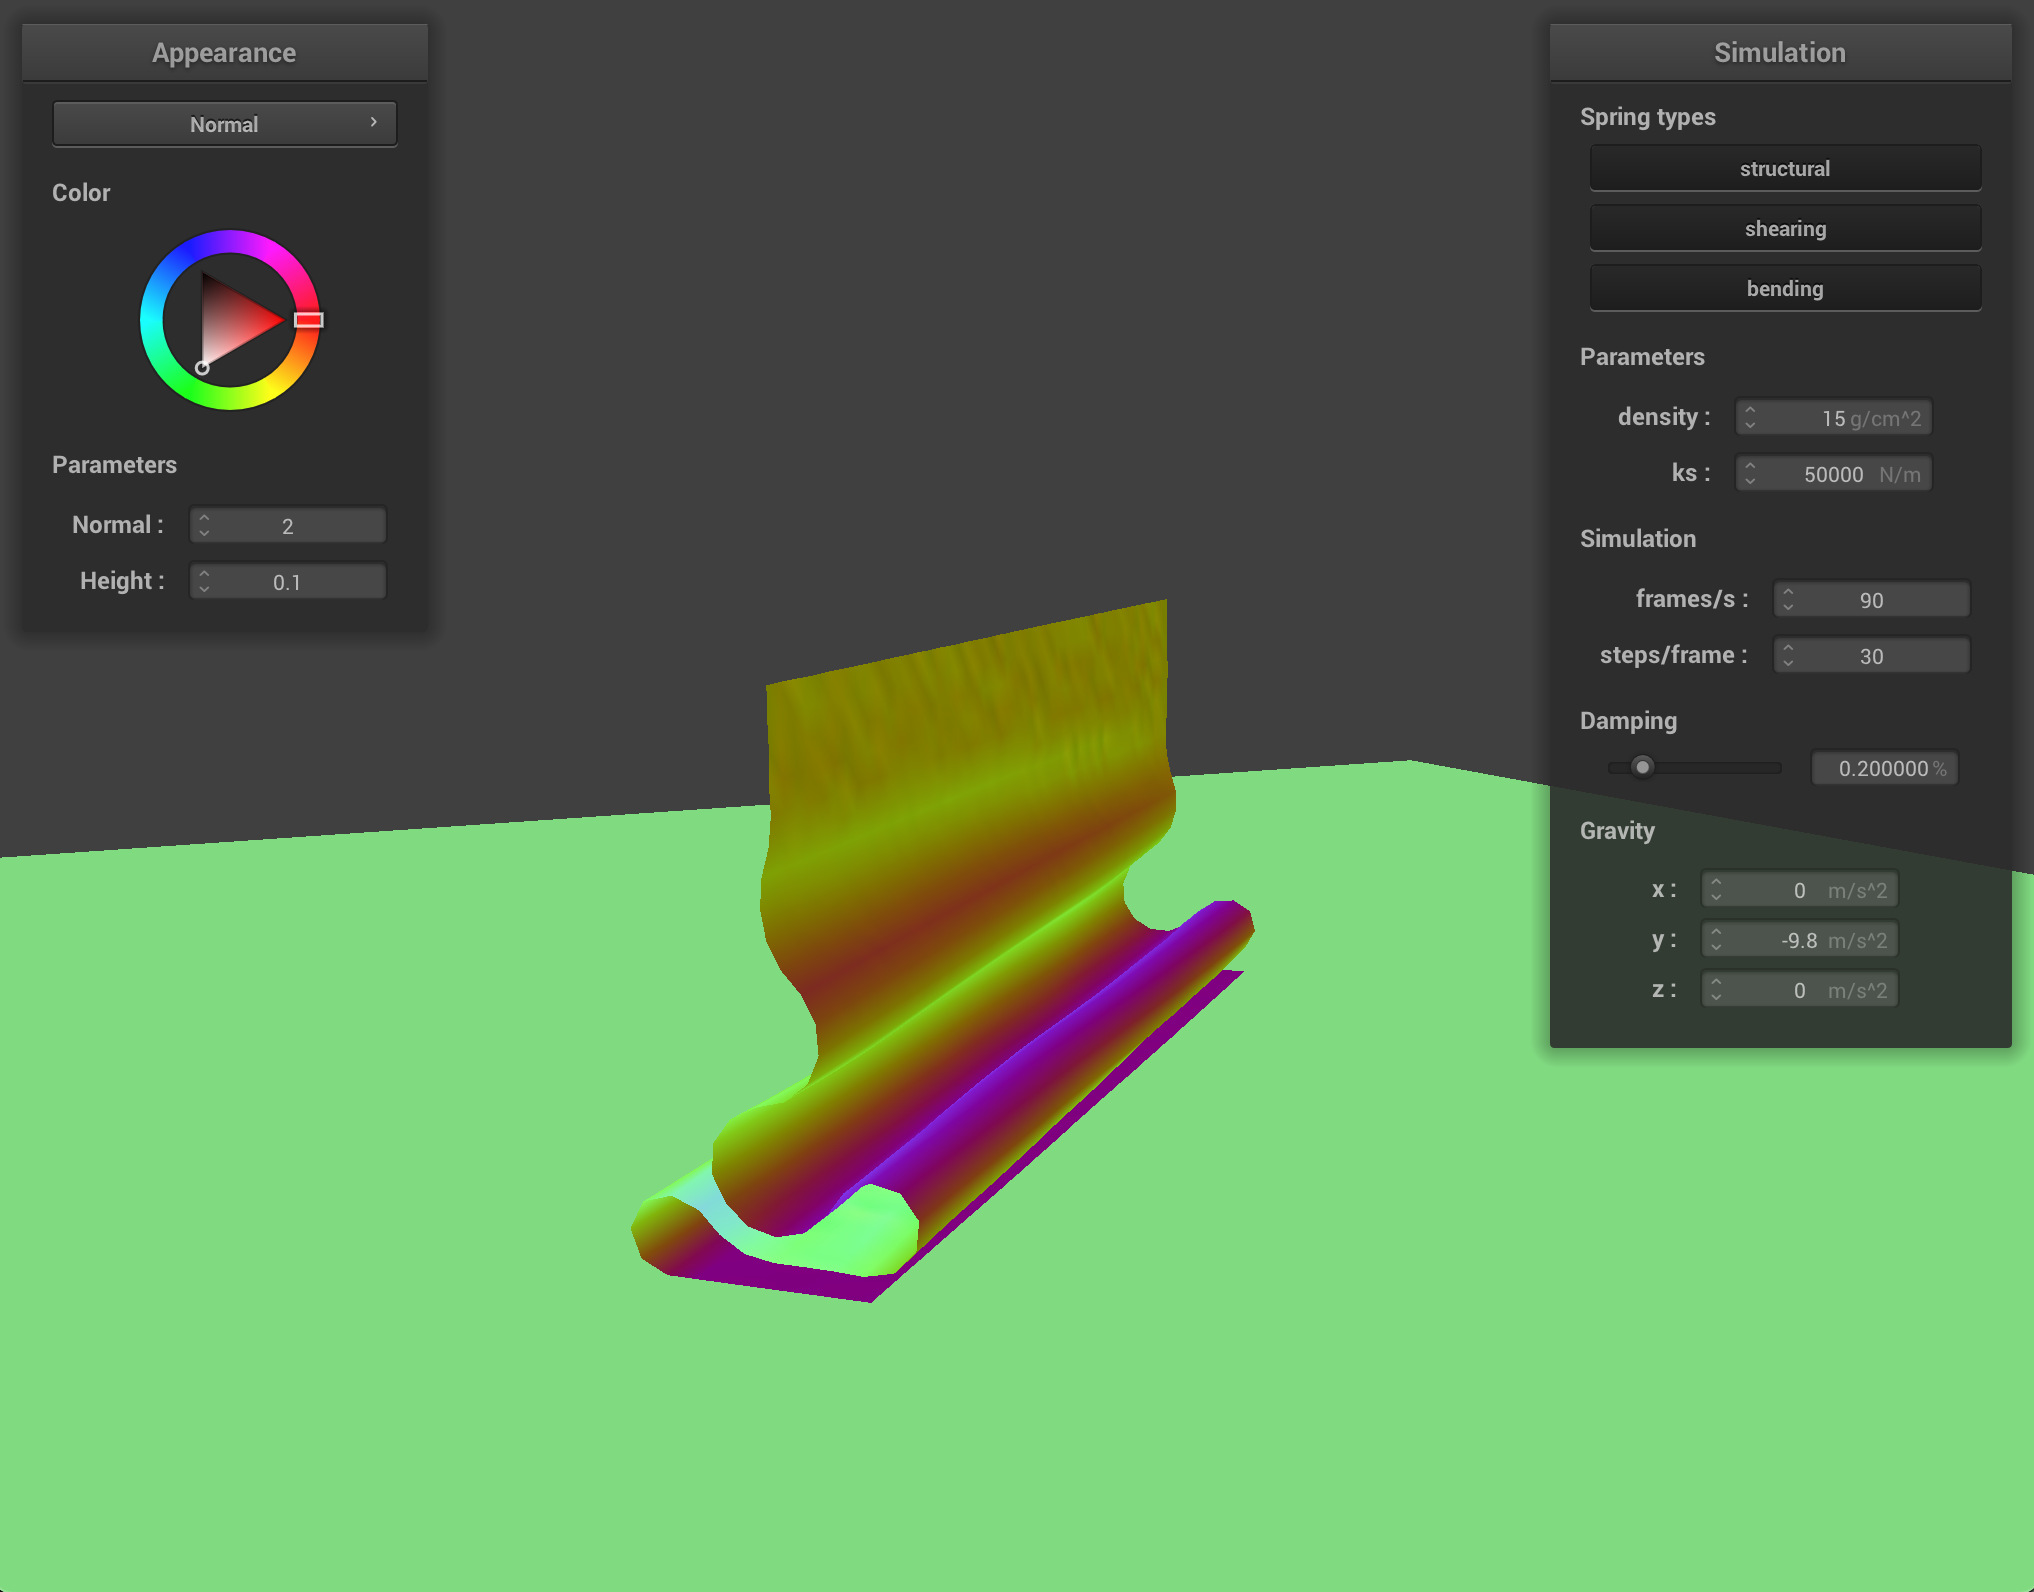 Appearance
Normal
Color
Parameters
Normal : 2
Height : 0.1
Simulation
Spring types
structural
shearing
bending
Parameters
density : 15 g/cm^2
ks : 50000 N/m
Simulation
frames/s : 90
steps/frame : 30
Damping
0.200000 %
Gravity
x : 0 m/s^2
y : -9.8 m/s^2
z : 0 m/s^2